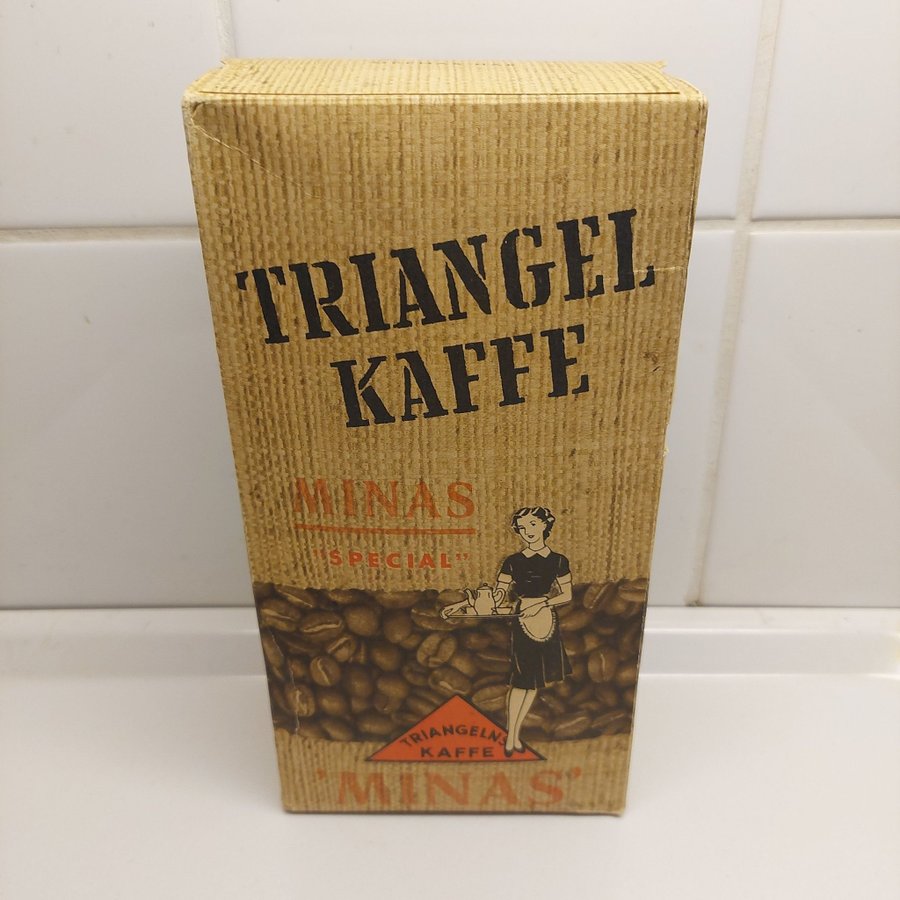 TRIANGEL
KAFFE
MINAS
"SPECIAL"
TRIANGELNS
KAFFE
'MINAS'